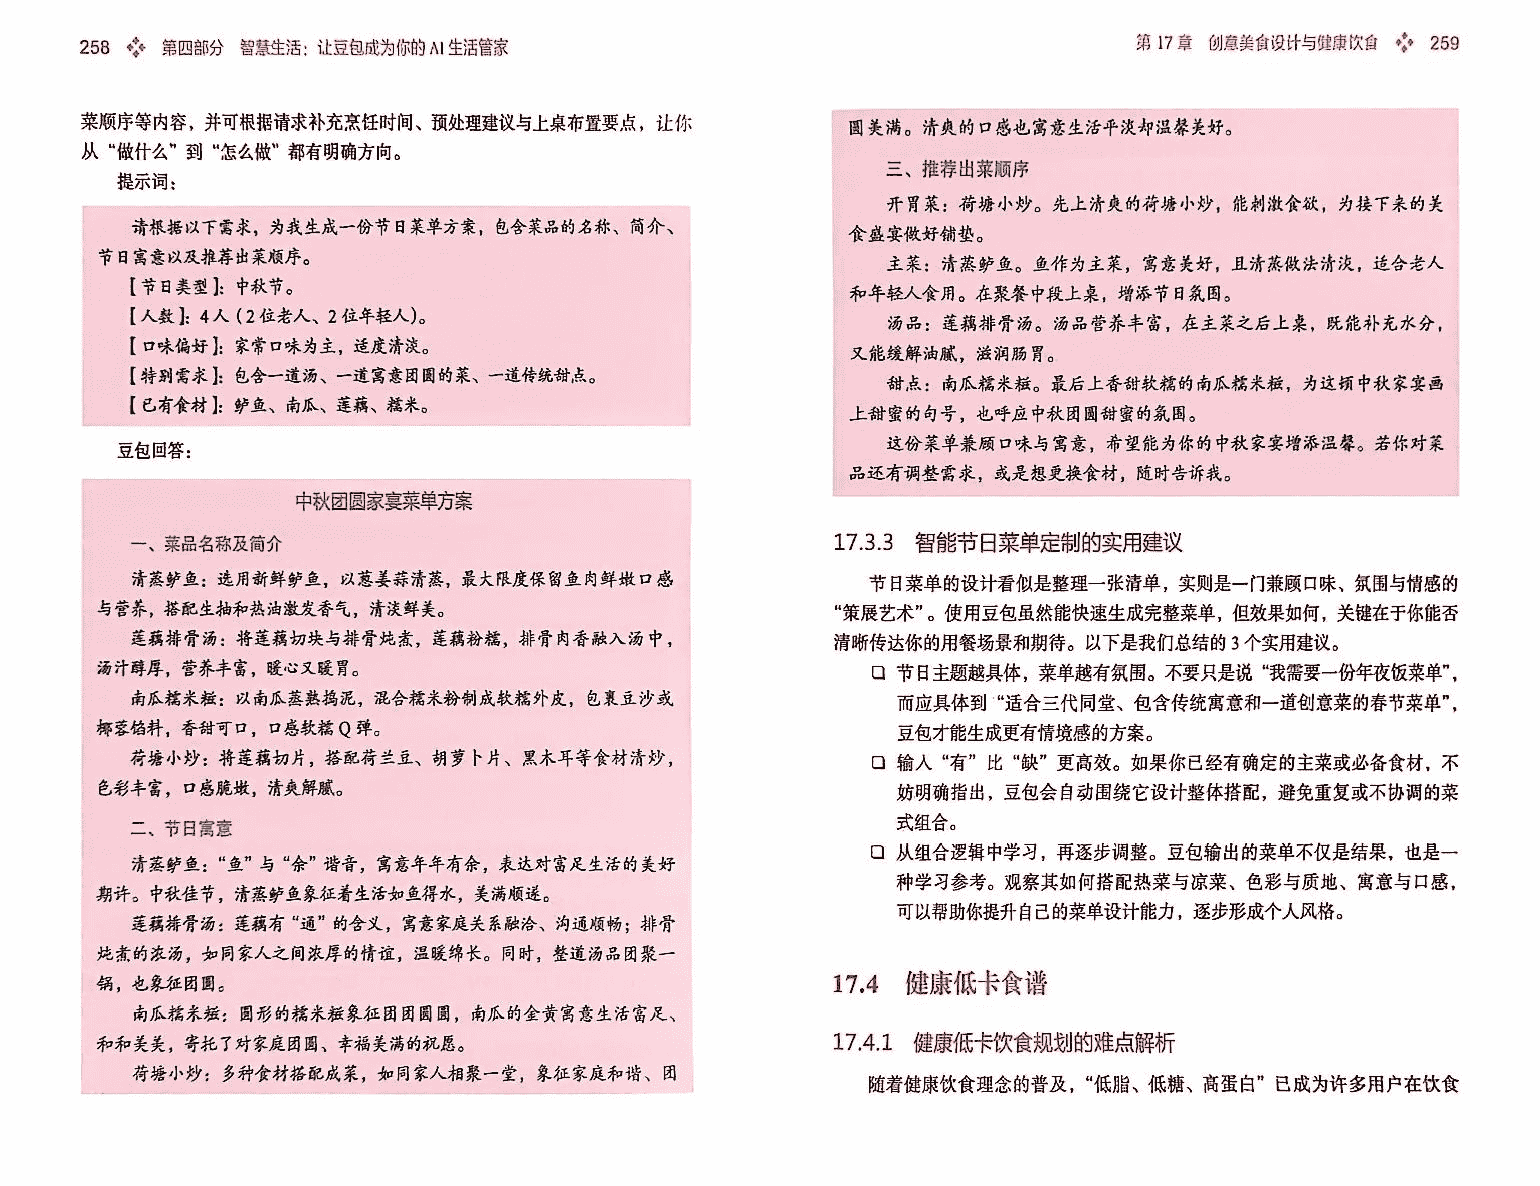 258 第四部分 智慧生活：让豆包成为你的 AI 生活管家
菜顺序等内容，并可根据请求补充烹饪时间、预处理建议与上桌布置要点，让你
从“做什么”到“怎么做”都有明确方向。
提示词：
请根据以下需求，为我生成一份节日菜单方案，包含菜品的名称、简介、
节日寓意以及推荐出菜顺序。
【节日类型】：中秋节。
【人数】：4 人（2 位老人、2 位年轻人）。
【口味偏好】：家常口味为主，适度清淡。
【特别需求】：包含一道汤、一道寓意团圆的菜、一道传统甜点。
【已有食材】：鲈鱼、南瓜、莲藕、糯米。
豆包回答：
中秋团圆家宴菜单方案
一、菜品名称及简介
清蒸鲈鱼：选用新鲜鲈鱼，以葱姜蒜清蒸，最大限度保留鱼肉鲜嫩口感
与营养，搭配生抽和热油激发香气，清淡鲜美。
莲藕排骨汤：将莲藕切块与排骨炖煮，莲藕粉糯，排骨肉香融入汤中，
汤汁醇厚，营养丰富，暖心又暖胃。
南瓜糯米糍：以南瓜蒸熟捣泥，混合糯米粉制成软糯外皮，包裹豆沙或
椰蓉馅料，香甜可口，口感软糯 Q 弹。
荷塘小炒：将莲藕切片，搭配荷兰豆、胡萝卜片、黑木耳等食材清炒，
色彩丰富，口感脆嫩，清爽解腻。
二、节日寓意
清蒸鲈鱼：“鱼”与“余”谐音，寓意年年有余，表达对富足生活的美好
期许。中秋佳节，清蒸鲈鱼象征着生活如鱼得水，美满顺遂。
莲藕排骨汤：莲藕有“通”的含义，寓意家庭关系融洽、沟通顺畅；排骨
炖煮的浓汤，如同家人之间浓厚的情谊，温暖绵长。同时，整道汤品团聚一
锅，也象征团圆。
南瓜糯米糍：圆形的糯米糍象征团团圆圆，南瓜的金黄寓意生活富足、
和和美美，寄托了对家庭团圆、幸福美满的祝愿。
荷塘小炒：多种食材搭配成菜，如同家人相聚一堂，象征家庭和谐、团
第 17 章 创意美食设计与健康饮食 259
圆美满。清爽的口感也寓意生活平淡却温馨美好。
三、推荐出菜顺序
开胃菜：荷塘小炒。先上清爽的荷塘小炒，能刺激食欲，为接下来的美
食盛宴做好铺垫。
主菜：清蒸鲈鱼。鱼作为主菜，寓意美好，且清蒸做法清淡，适合老人
和年轻人食用。在聚餐中段上桌，增添节日氛围。
汤品：莲藕排骨汤。汤品营养丰富，在主菜之后上桌，既能补充水分，
又能缓解油腻，滋润肠胃。
甜点：南瓜糯米糍。最后上香甜软糯的南瓜糯米糍，为这顿中秋家宴画
上甜蜜的句号，也呼应中秋团圆甜蜜的氛围。
这份菜单兼顾口味与寓意，希望能为你的中秋家宴增添温馨。若你对菜
品还有调整需求，或是想更换食材，随时告诉我。
17.3.3 智能节日菜单定制的实用建议
节日菜单的设计看似是整理一张清单，实则是一门兼顾口味、氛围与情感的
“策展艺术”。使用豆包虽然能快速生成完整菜单，但效果如何，关键在于你能否
清晰传达你的用餐场景和期待。以下是我们总结的 3 个实用建议。
❏ 节日主题越具体，菜单越有氛围。不要只是说“我需要一份年夜饭菜单”，
而应具体到“适合三代同堂、包含传统寓意和一道创意菜的春节菜单”，
豆包才能生成更有情境感的方案。
❏ 输入“有”比“缺”更高效。如果你已经有确定的主菜或必备食材，不
妨明确指出，豆包会自动围绕它设计整体搭配，避免重复或不协调的菜
式组合。
❏ 从组合逻辑中学习，再逐步调整。豆包输出的菜单不仅是结果，也是一
种学习参考。观察其如何搭配热菜与凉菜、色彩与质地、寓意与口感，
可以帮助你提升自己的菜单设计能力，逐步形成个人风格。
17.4 健康低卡食谱
17.4.1 健康低卡饮食规划的难点解析
随着健康饮食理念的普及，“低脂、低糖、高蛋白”已成为许多用户在饮食